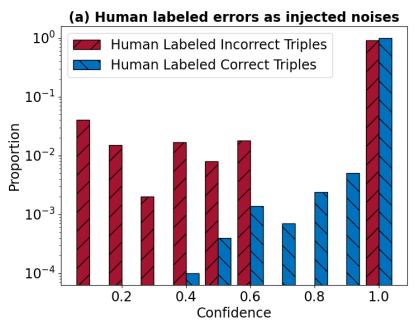 (a) Human labeled errors as injected noises
Human Labeled Incorrect Triples
Human Labeled Correct Triples
10⁰
10⁻¹
10⁻²
10⁻³
10⁻⁴
Proportion
0.2 0.4 0.6 0.8 1.0
Confidence